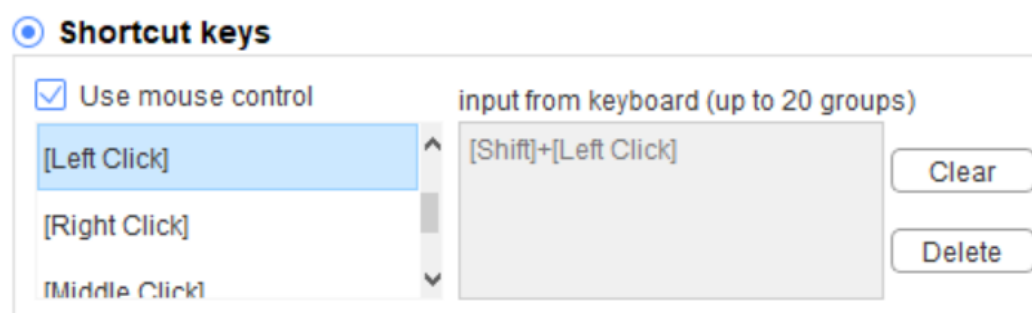 Shortcut keys
Use mouse control
input from keyboard (up to 20 groups)
[Left Click]
[Shift]+[Left Click]
Clear
[Right Click]
Delete
[Middle Click]